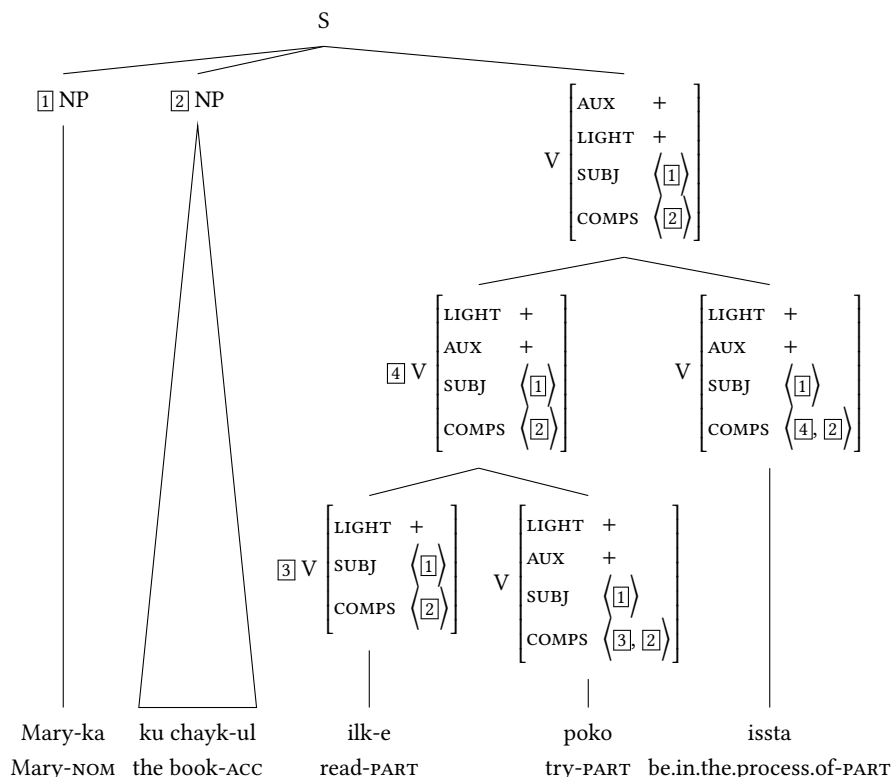 S
1 NP 2 NP V [AUX +
LIGHT +
SUBJ ⟨1⟩
COMPS ⟨2⟩]
4 V [LIGHT + V [LIGHT +
AUX + AUX +
SUBJ ⟨1⟩ SUBJ ⟨1⟩
COMPS ⟨2⟩] COMPS ⟨4, 2⟩]
3 V [LIGHT + V [LIGHT +
SUBJ ⟨1⟩ AUX +
COMPS ⟨2⟩] SUBJ ⟨1⟩
COMPS ⟨3, 2⟩]
Mary-ka ku chayk-ul ilk-e poko issta
Mary-NOM the book-ACC read-PART try-PART be.in.the.process.of-PART